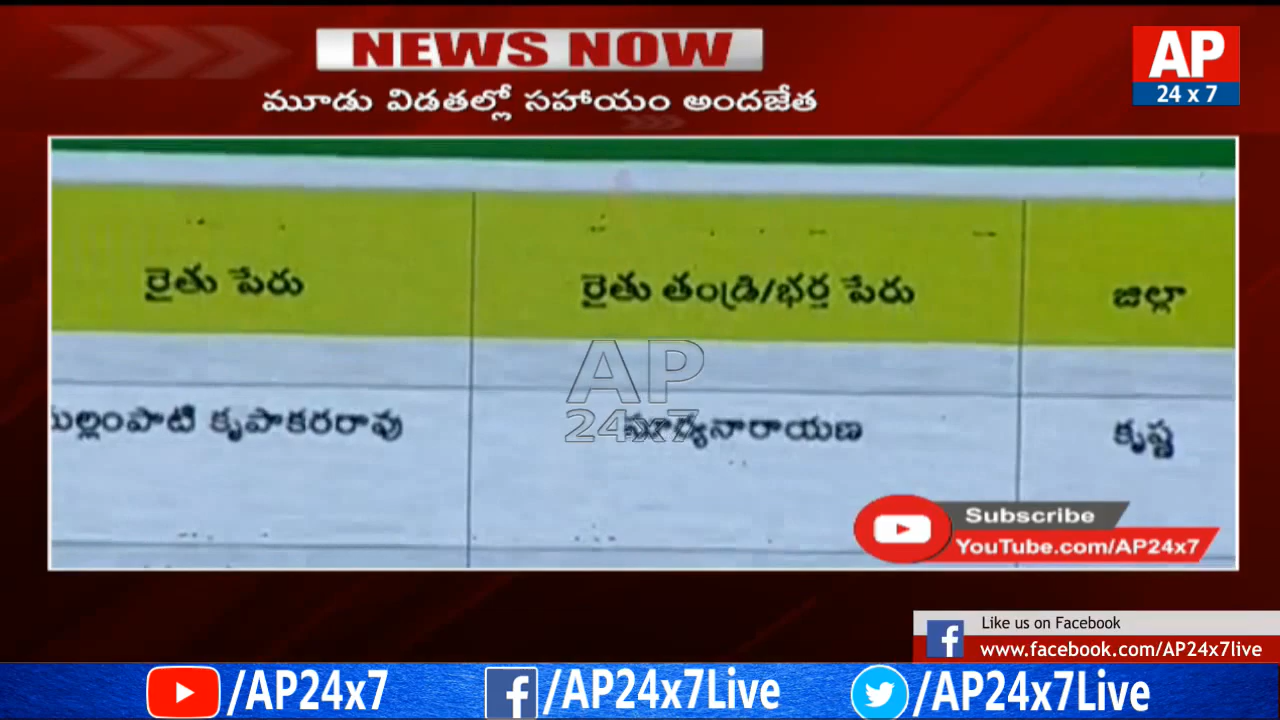 NEWS NOW
AP
24 x 7
మూడు విడతల్లో సహాయం అందజేత
రైతు పేరు
రైతు తండ్రి/భర్త పేరు
జిల్లా
AP
24x7
కృపాకరరావు
సూర్యనారాయణ
కృష్ణ
Subscribe
YouTube.com/AP24x7
Like us on Facebook
www.facebook.com/AP24x7live
/AP24x7
/AP24x7Live
/AP24x7Live